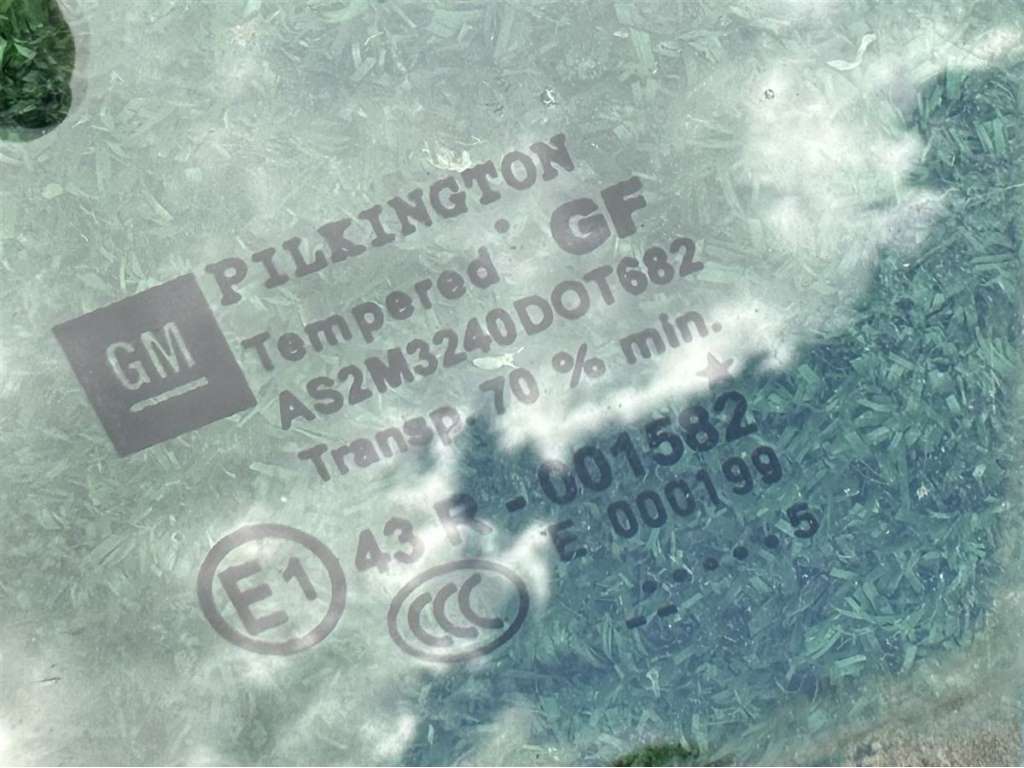 GM
PILKINGTON
Tempered GF
AS2M3240DOT682
Transp. 70 % min.
E1 43 R - 001582
CCC E 000199
5